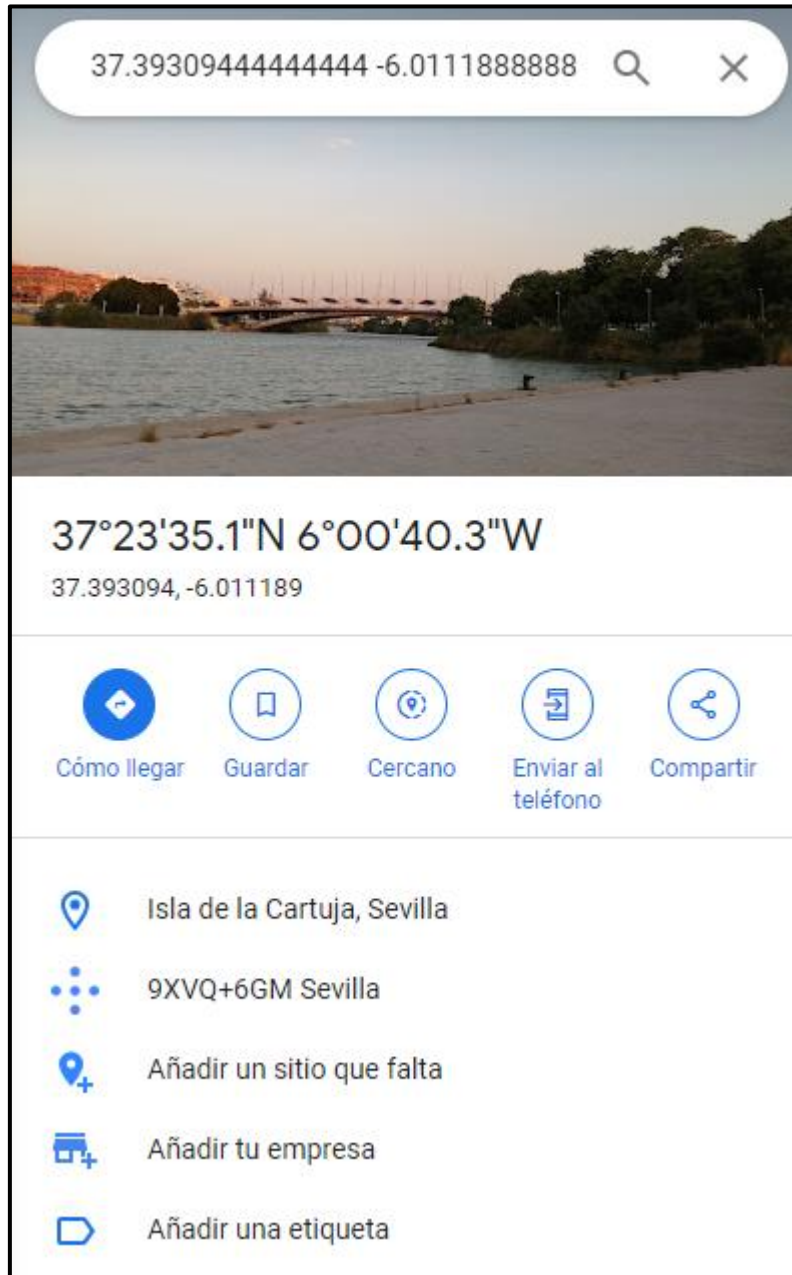 37.39309444444444 -6.0111888888
37°23'35.1"N 6°00'40.3"W
37.393094, -6.011189
Cómo llegar
Guardar
Cercano
Enviar al
teléfono
Compartir
Isla de la Cartuja, Sevilla
9XVQ+6GM Sevilla
Añadir un sitio que falta
Añadir tu empresa
Añadir una etiqueta